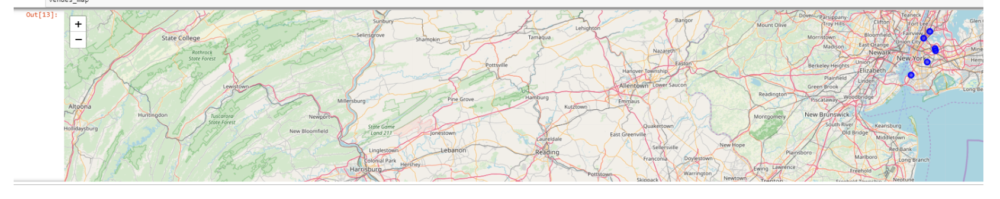 venues_map
Out[13]:
+
−
Sunbury
Lehighton
Bangor
Dover
Parsippany-
Troy Hills
Teaneck
Clifton
Fort Lee
Glen
State College
Selinsgrove
Shamokin
Tamaqua
Mount Olive
Morristown
Bloomfield
Fairview
Union City
Madison
East Orange
Rothrock
State Forest
Nazareth
Newark
Mine
Pottsville
Easton
Berkeley Heights
Union
New York
Hemp
Hanover Township
Elizabeth
Plainfield
Linden
Lewistown
Allentown
Lower Saucon
Green Brook
Long Be
Readington
Woodbridge
Millersburg
Pine Grove
Hamburg
Emmaus
Piscataway
Altoona
Kutztown
Huntingdon
Newport
Tuscarora
State Forest
Montgomery
New Brunswick
Hollidaysburg
New Bloomfield
State Game
Land 211
Quakertown
South River
Keansburg
Jonestown
East Greenville
Old Bridge
Middletown
Laureldale
New Hope
Linglestown
Lebanon
Reading
Sellersville
Plainsboro
Red Bank
Colonial Park
Hershey
Franconia
Doylestown
Marlboro
Long Branch
Harrisburg
Pottstown
Warrington
Ewing
Lawrence
Freehold
Skippack
Newtown
Trenton
Freehold Township
Neptune